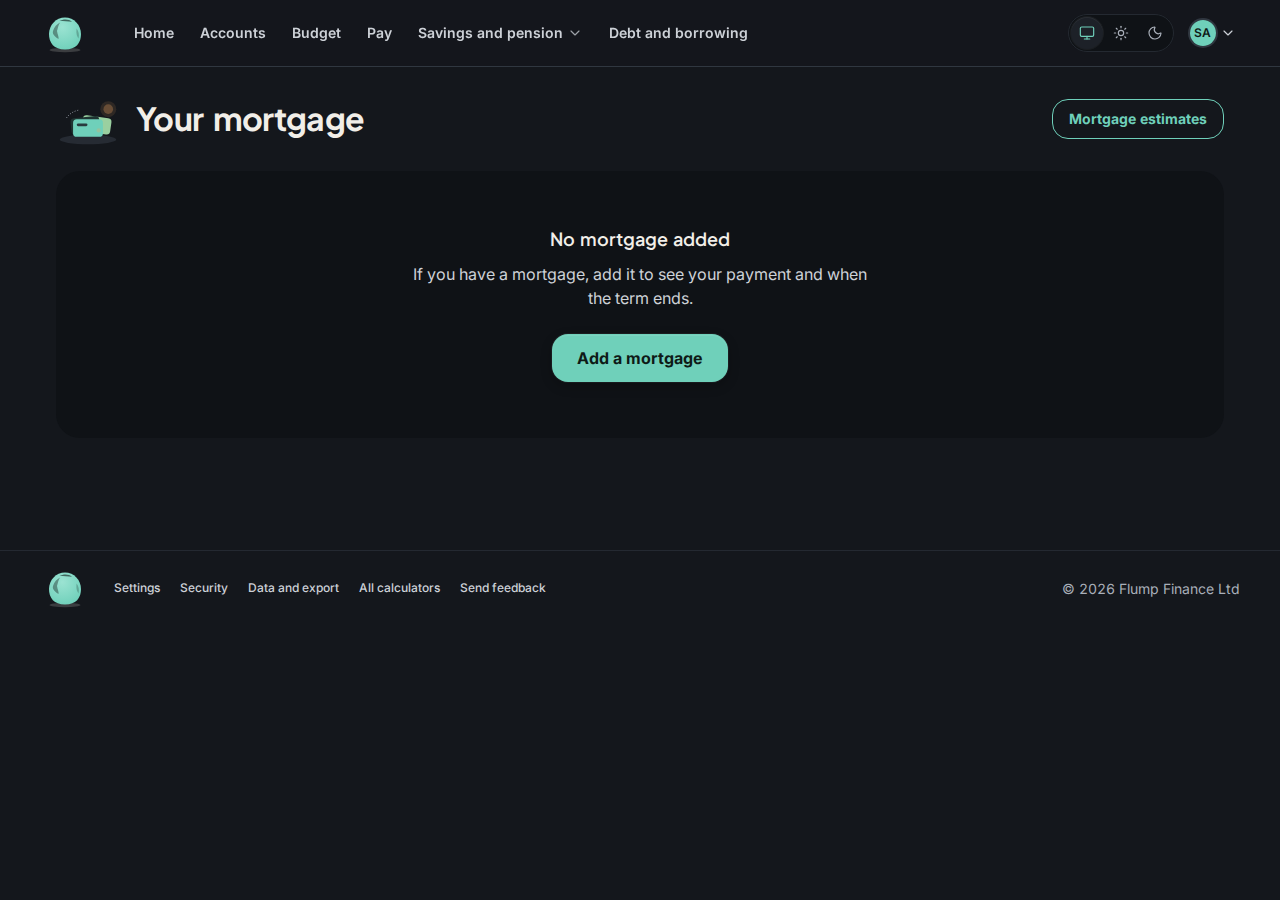 Home
Accounts
Budget
Pay
Savings and pension
Debt and borrowing
SA
Your mortgage
Mortgage estimates
No mortgage added
If you have a mortgage, add it to see your payment and when
the term ends.
Add a mortgage
Settings
Security
Data and export
All calculators
Send feedback
© 2026 Flump Finance Ltd